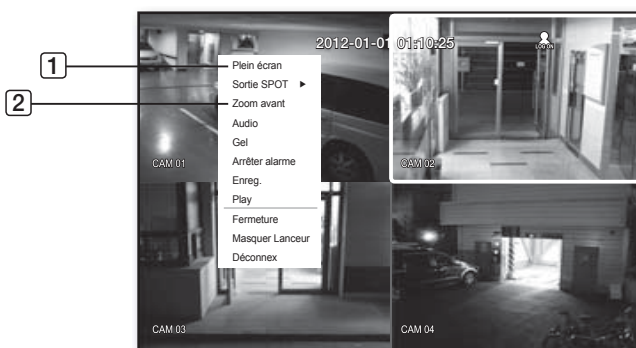 2012-01-01 01:10:25
LOG ON
1
Plein écran
Sortie SPOT ►
2
Zoom avant
Audio
Gel
Arrêter alarme
Enreg.
Play
Fermeture
Masquer Lanceur
Déconnex
CAM 01
CAM 02
CAM 03
CAM 04